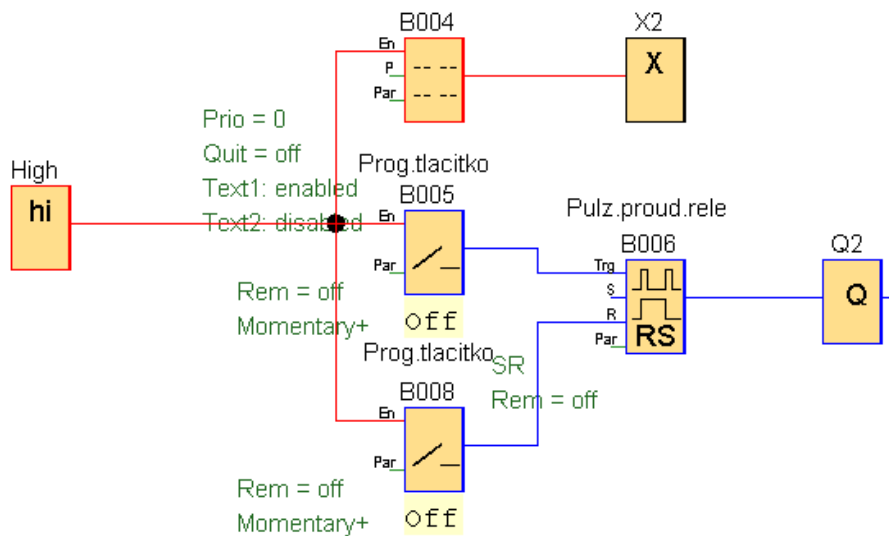 B004
X2
En
P
Par
-- --
-- --
X
Prio = 0
Quit = off
Text1: enabled
Text2: disabled
High
hi
Prog.tlacitko
B005
En
Par
Rem = off
Momentary+
off
Pulz.proud.rele
B006
Trg
S
R
Par
RS
Q2
Q
SR
Rem = off
Prog.tlacitko
B008
En
Par
Rem = off
Momentary+
off